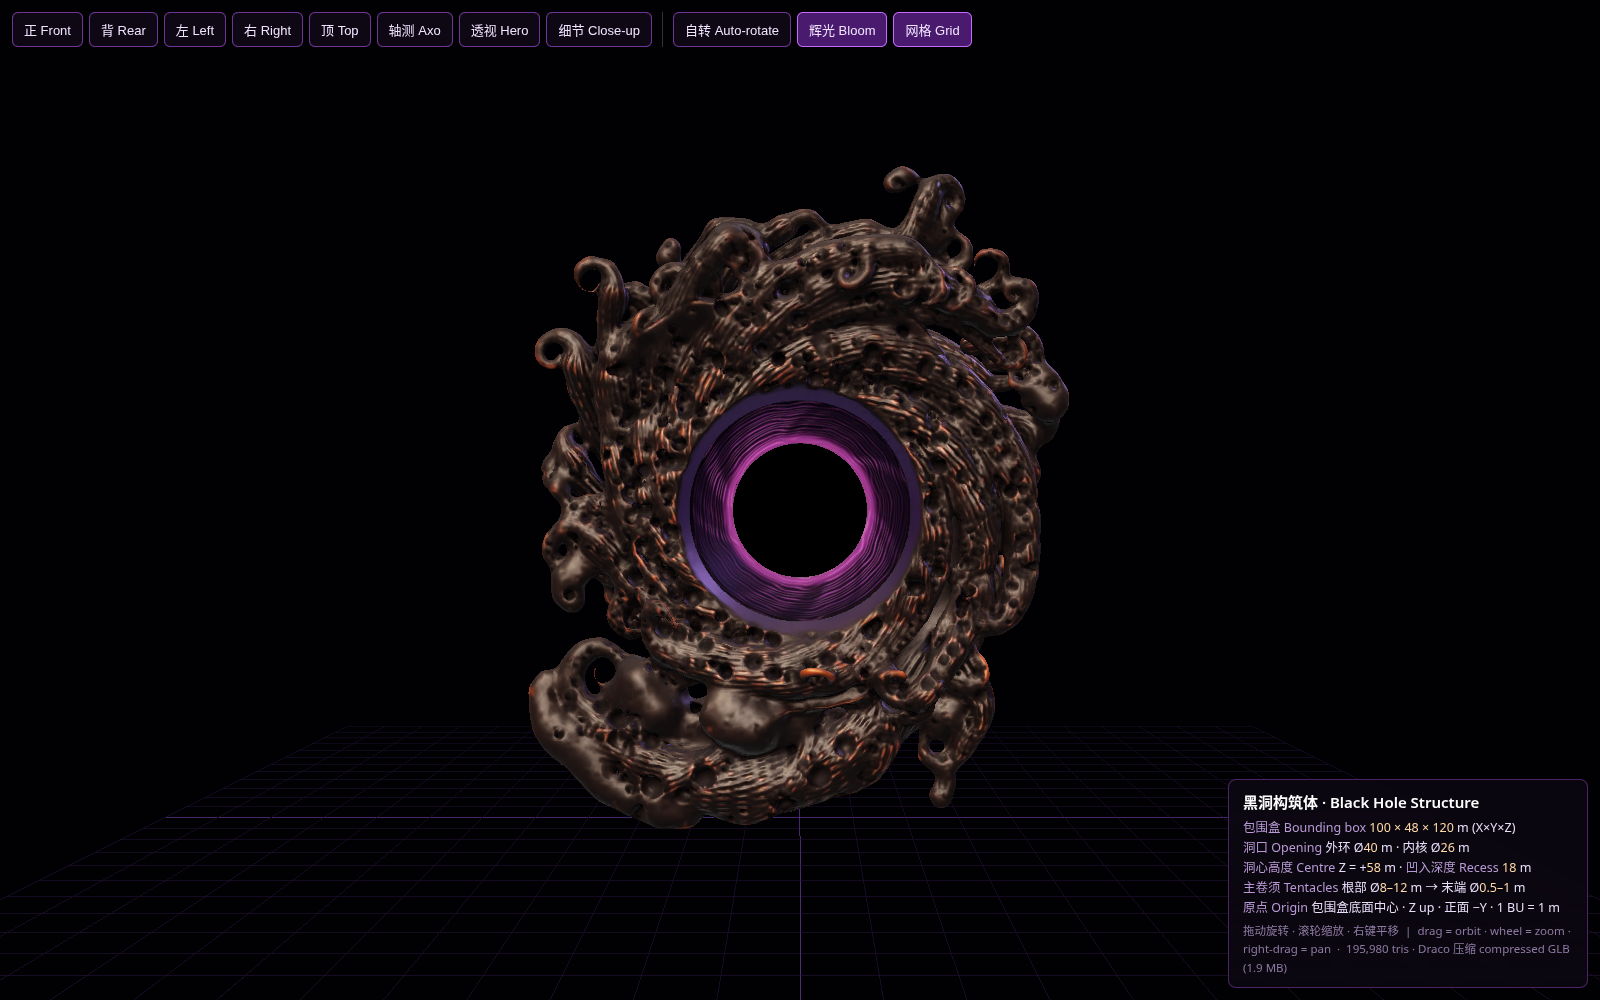 正 Front
背 Rear
左 Left
右 Right
顶 Top
轴测 Axo
透视 Hero
细节 Close-up
自转 Auto-rotate
辉光 Bloom
网格 Grid
黑洞构筑体 · Black Hole Structure
包围盒 Bounding box 100 × 48 × 120 m (X×Y×Z)
洞口 Opening 外环 Ø40 m · 内核 Ø26 m
洞心高度 Centre Z = +58 m · 凹入深度 Recess 18 m
主卷须 Tentacles 根部 Ø8–12 m → 末端 Ø0.5–1 m
原点 Origin 包围盒底面中心 · Z up · 正面 −Y · 1 BU = 1 m
拖动旋转 · 滚轮缩放 · 右键平移 | drag = orbit · wheel = zoom ·
right-drag = pan · 195,980 tris · Draco 压缩 compressed GLB
(1.9 MB)